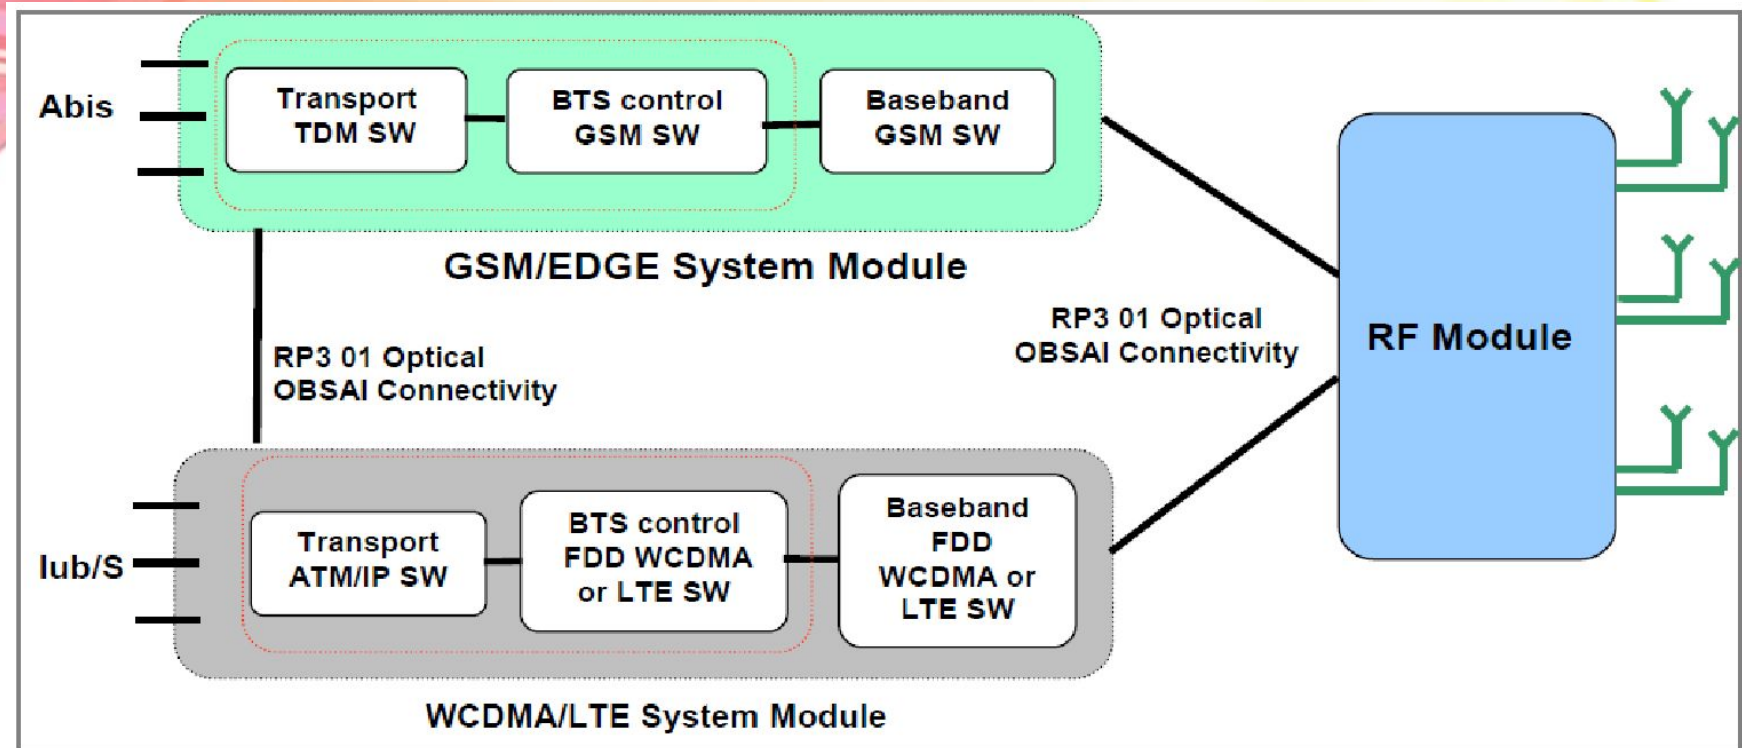 Abis
Transport
TDM SW
BTS control
GSM SW
Baseband
GSM SW
GSM/EDGE System Module
RP3 01 Optical
OBSAI Connectivity
RP3 01 Optical
OBSAI Connectivity
RF Module
Iub/S
Transport
ATM/IP SW
BTS control
FDD WCDMA
or LTE SW
Baseband
FDD
WCDMA or
LTE SW
WCDMA/LTE System Module